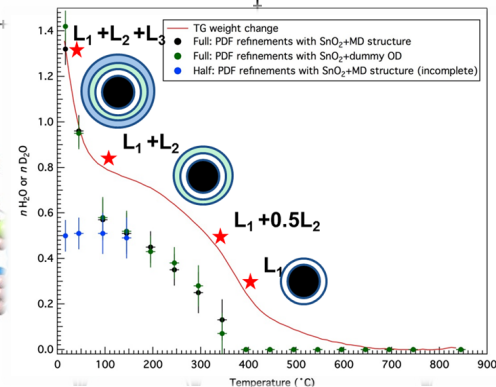 TG weight change
Full: PDF refinements with SnO₂+MD structure
Full: PDF refinements with SnO₂+dummy OD
Half: PDF refinements with SnO₂+MD structure (incomplete)
L₁ +L₂ +L₃
L₁ +L₂
L₁ +0.5L₂
L₁
n H₂O or n D₂O
1.4
1.2
1.0
0.8
0.6
0.4
0.2
0.0
0 100 200 300 400 500 600 700 800 900
Temperature (˚C)